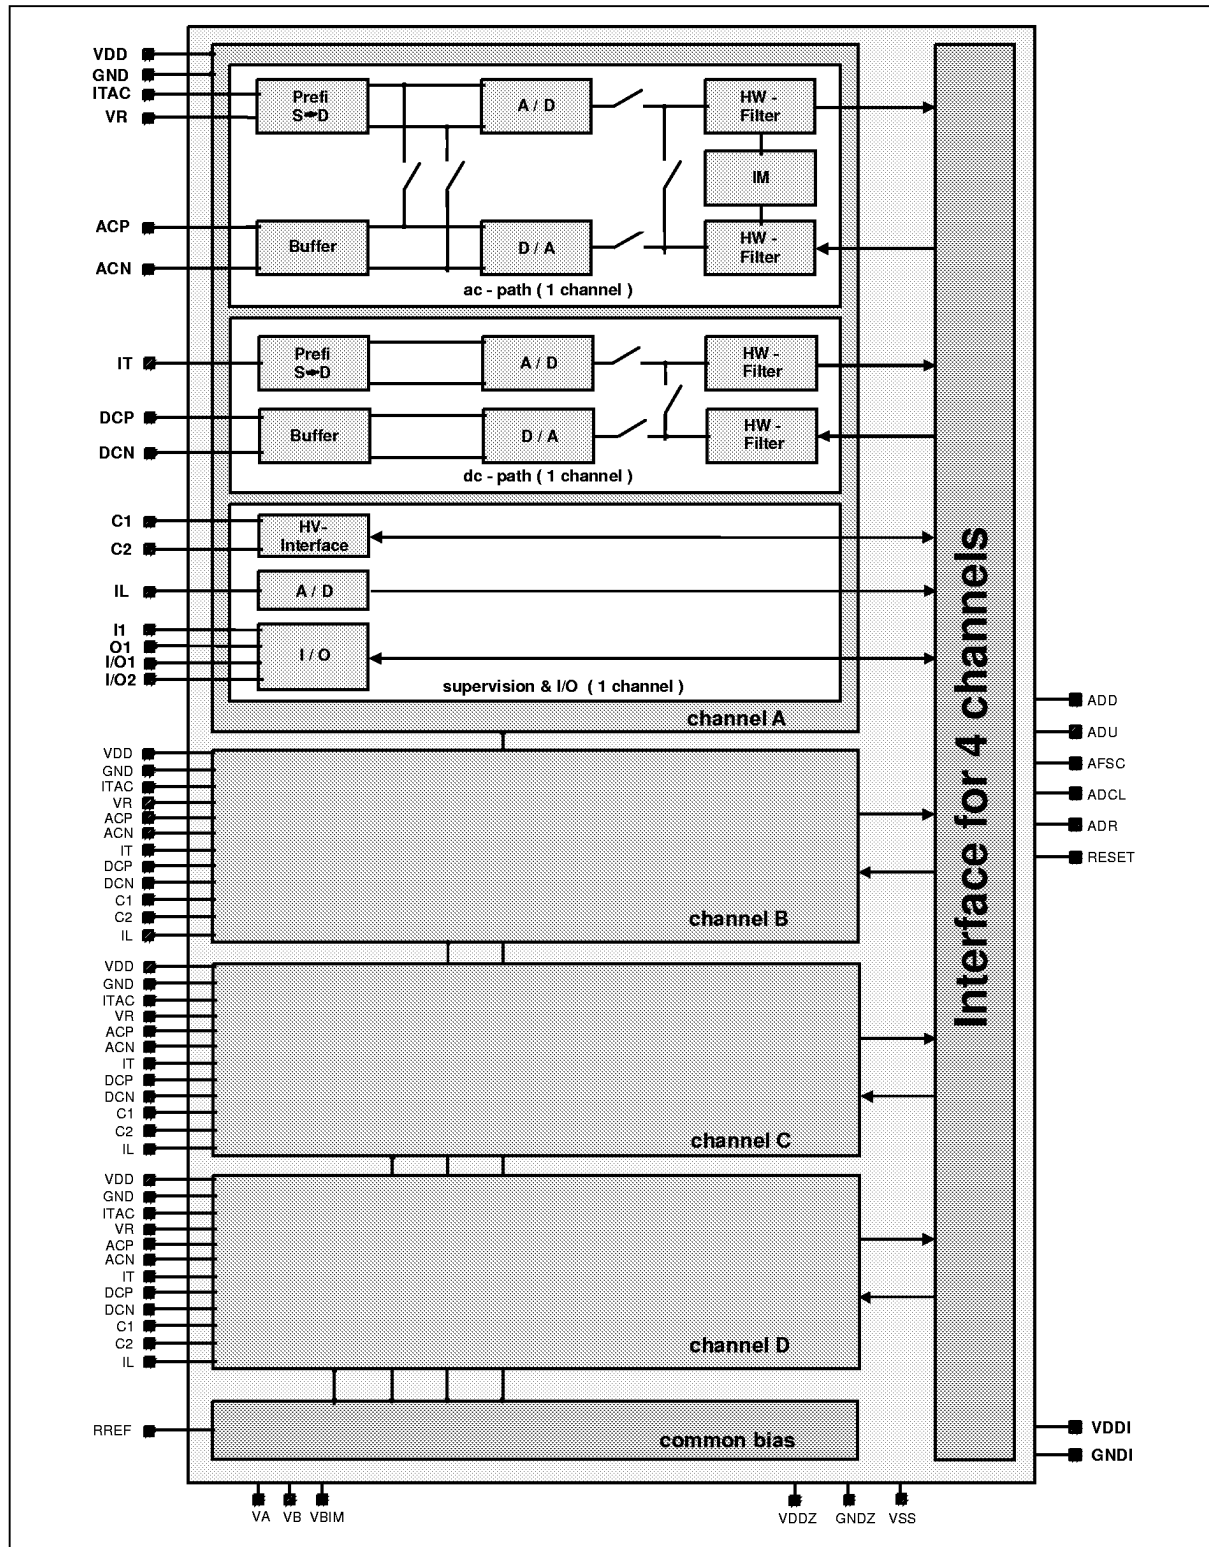 VDD
GND
ITAC
VR
Prefi
S➡D
A / D
HW -
Filter
IM
ACP
ACN
Buffer
D / A
HW -
Filter
ac - path ( 1 channel )
IT
Prefi
S➡D
A / D
HW -
Filter
DCP
DCN
Buffer
D / A
HW -
Filter
dc - path ( 1 channel )
C1
C2
HV-
Interface
IL
A / D
I1
O1
I/O1
I/O2
I / O
supervision & I/O ( 1 channel )
channel A
VDD
GND
ITAC
VR
ACP
ACN
IT
DCP
DCN
C1
C2
IL
channel B
VDD
GND
ITAC
VR
ACP
ACN
IT
DCP
DCN
C1
C2
IL
channel C
VDD
GND
ITAC
VR
ACP
ACN
IT
DCP
DCN
C1
C2
IL
channel D
RREF
common bias
Interface for 4 channels
ADD
ADU
AFSC
ADCL
ADR
RESET
VDDI
GNDI
VA
VB
VBIM
VDDZ
GNDZ
VSS